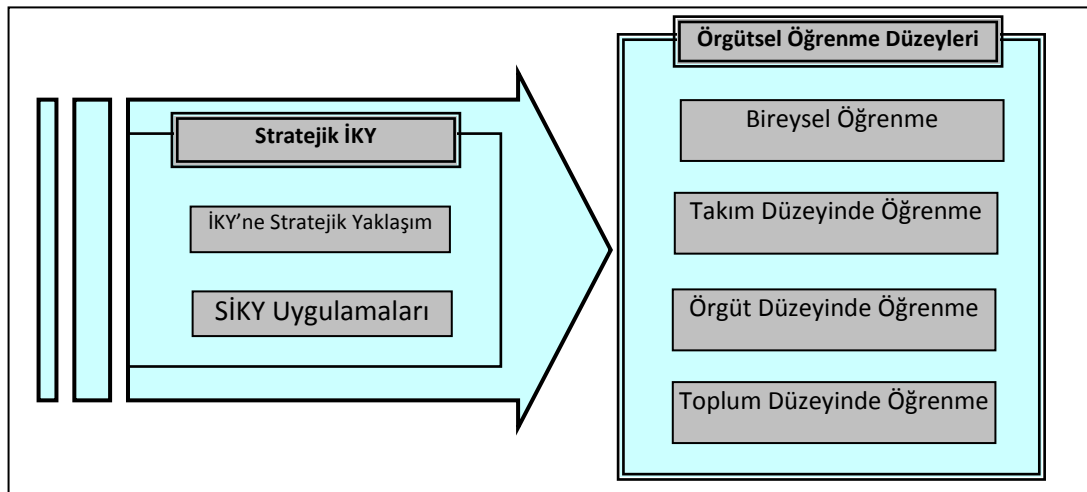 Stratejik İKY
İKY’ne Stratejik Yaklaşım
SİKY Uygulamaları
Örgütsel Öğrenme Düzeyleri
Bireysel Öğrenme
Takım Düzeyinde Öğrenme
Örgüt Düzeyinde Öğrenme
Toplum Düzeyinde Öğrenme